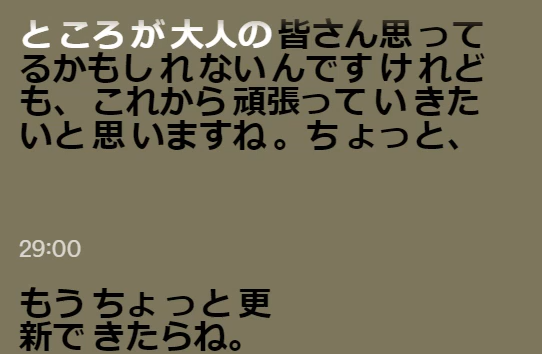 ところが大人の皆さん思って
るかもしれないんですけれど
も、これから頑張っていきた
いと思いますね。ちょっと、
29:00
もうちょっと更
新できたらね。